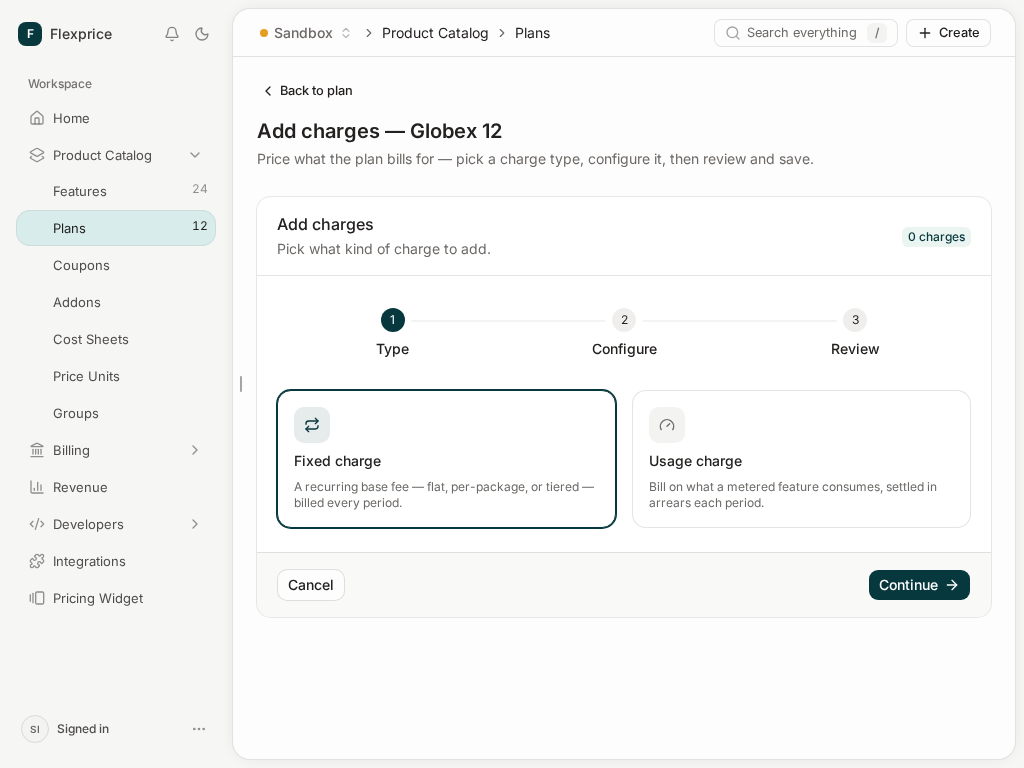 F
Flexprice
Workspace
Home
Product Catalog
Features
24
Plans
12
Coupons
Addons
Cost Sheets
Price Units
Groups
Billing
Revenue
Developers
Integrations
Pricing Widget
SI
Signed in
Sandbox
Product Catalog
Plans
Search everything
/
Create
Back to plan
Add charges — Globex 12
Price what the plan bills for — pick a charge type, configure it, then review and save.
Add charges
Pick what kind of charge to add.
0 charges
1
2
3
Type
Configure
Review
Fixed charge
A recurring base fee — flat, per-package, or tiered —
billed every period.
Usage charge
Bill on what a metered feature consumes, settled in
arrears each period.
Cancel
Continue